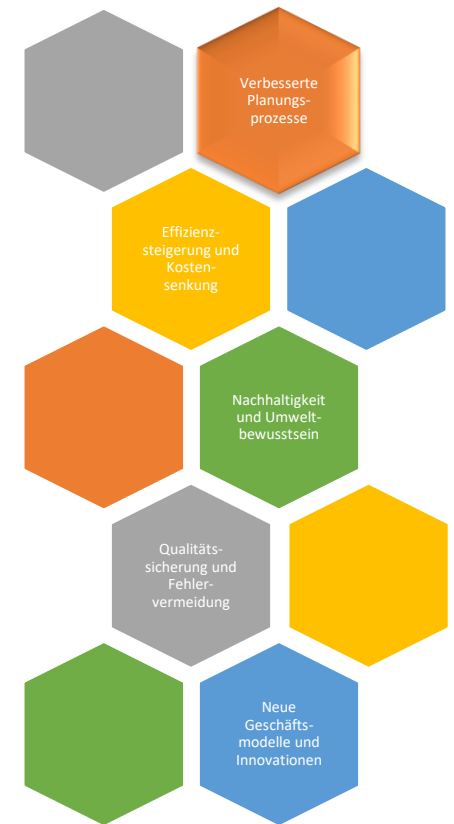 Verbesserte
Planungs-
prozesse
Effizienz-
steigerung und
Kosten-
senkung
Nachhaltigkeit
und Umwelt-
bewusstsein
Qualitäts-
sicherung und
Fehler-
vermeidung
Neue
Geschäfts-
modelle und
Innovationen